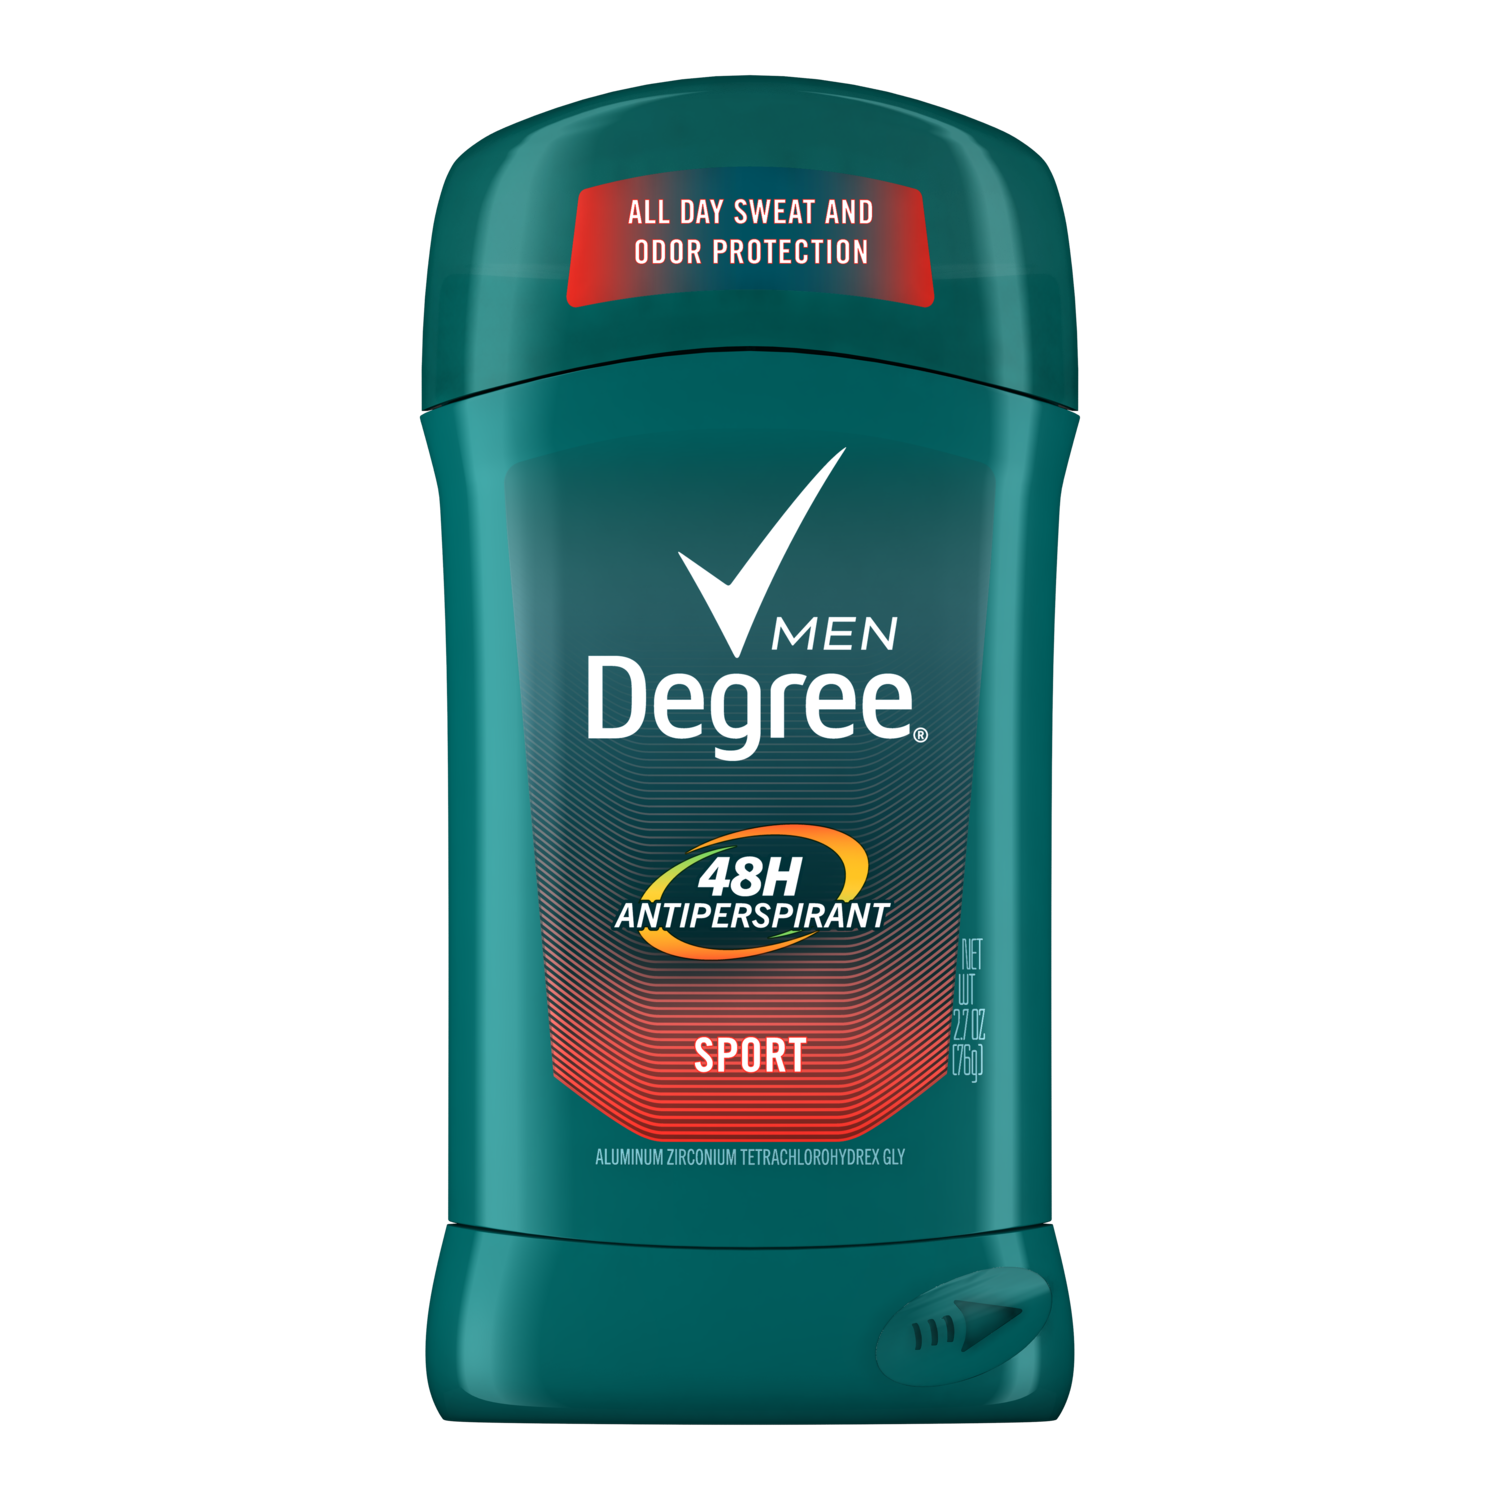 ALL DAY SWEAT AND
ODOR PROTECTION
MEN
Degree®
48H
ANTIPERSPIRANT
SPORT
NET
WT
2.7 OZ
(76g)
ALUMINUM ZIRCONIUM TETRACHLOROHYDREX GLY